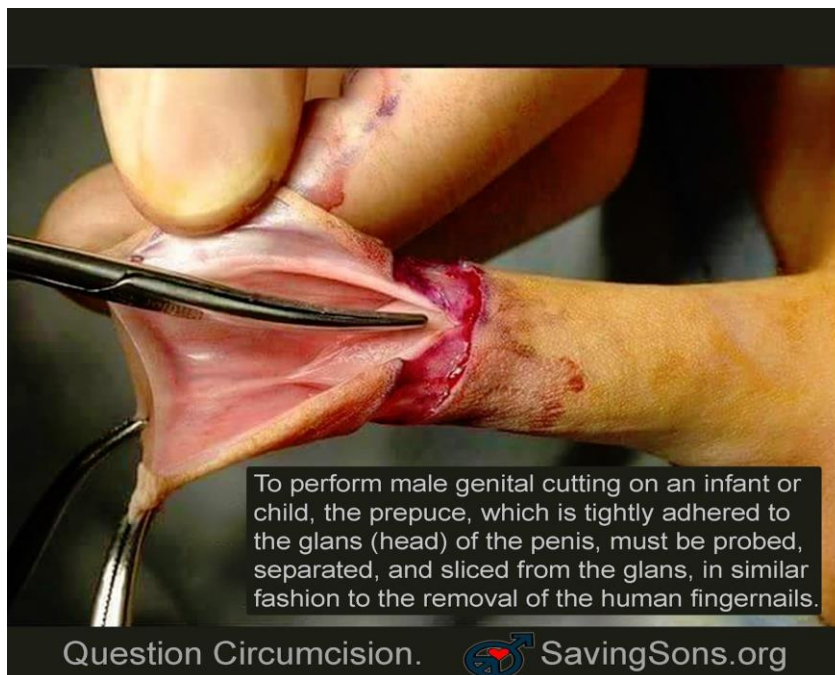 To perform male genital cutting on an infant or
child, the prepuce, which is tightly adhered to
the glans (head) of the penis, must be probed,
separated, and sliced from the glans, in similar
fashion to the removal of the human fingernails.
Question Circumcision. SavingSons.org